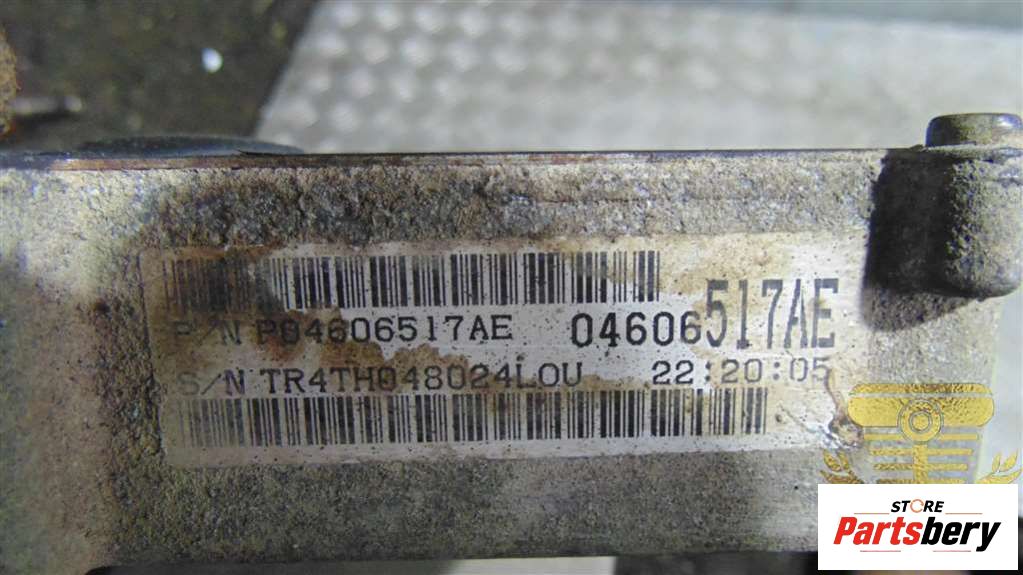 P/N P04606517AE 04606517AE
S/N TR4TH048024LOU 22:20:05
STORE
Partsbery